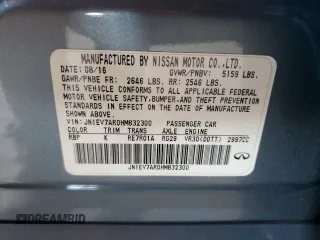 MANUFACTURED BY NISSAN MOTOR CO.,LTD.
DATE: 08/16 GVWR/PNBV: 5159 LBS.
GAWR/PNBE FR: 2646 LBS. RR: 2546 LBS.
THIS VEHICLE CONFORMS TO ALL APPLICABLE FEDERAL
MOTOR VEHICLE SAFETY, BUMPER, AND THEFT PREVENTION
STANDARDS IN EFFECT ON THE DATE OF MANUFACTURE
SHOWN ABOVE.
VIN: JN1EV7AR0HM832300 PASSENGER CAR
COLOR TRIM TRANS AXLE ENGINE
RBP K RE7R01A RG29 VR30(DDTT) 2997CC
JN1EV7AR0HM832300
INFINITI